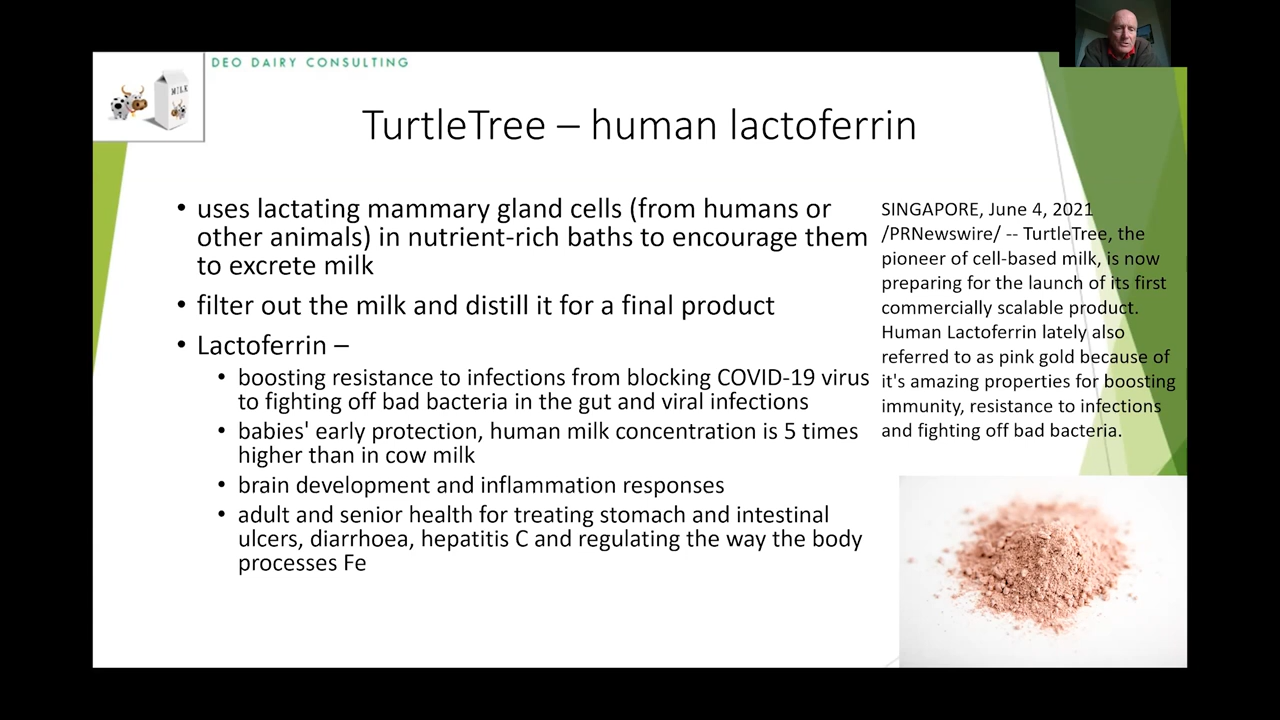 DEO DAIRY CONSULTING
MILK
TurtleTree – human lactoferrin
• uses lactating mammary gland cells (from humans or
other animals) in nutrient-rich baths to encourage them
to excrete milk
• filter out the milk and distill it for a final product
• Lactoferrin –
• boosting resistance to infections from blocking COVID-19 virus
to fighting off bad bacteria in the gut and viral infections
• babies' early protection, human milk concentration is 5 times
higher than in cow milk
• brain development and inflammation responses
• adult and senior health for treating stomach and intestinal
ulcers, diarrhoea, hepatitis C and regulating the way the body
processes Fe
SINGAPORE, June 4, 2021
/PRNewswire/ -- TurtleTree, the
pioneer of cell-based milk, is now
preparing for the launch of its first
commercially scalable product.
Human Lactoferrin lately also
referred to as pink gold because of
it's amazing properties for boosting
immunity, resistance to infections
and fighting off bad bacteria.